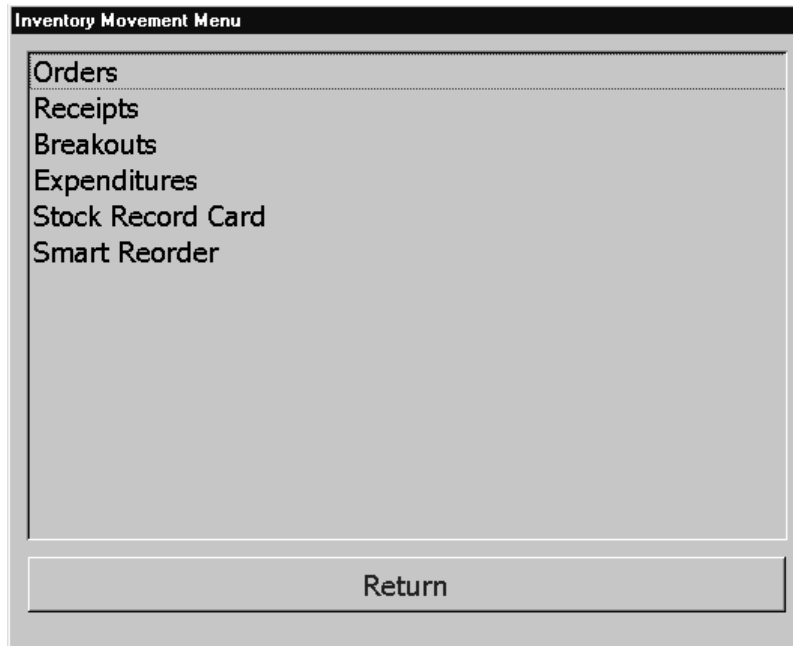 Inventory Movement Menu
Orders
Receipts
Breakouts
Expenditures
Stock Record Card
Smart Reorder
Return